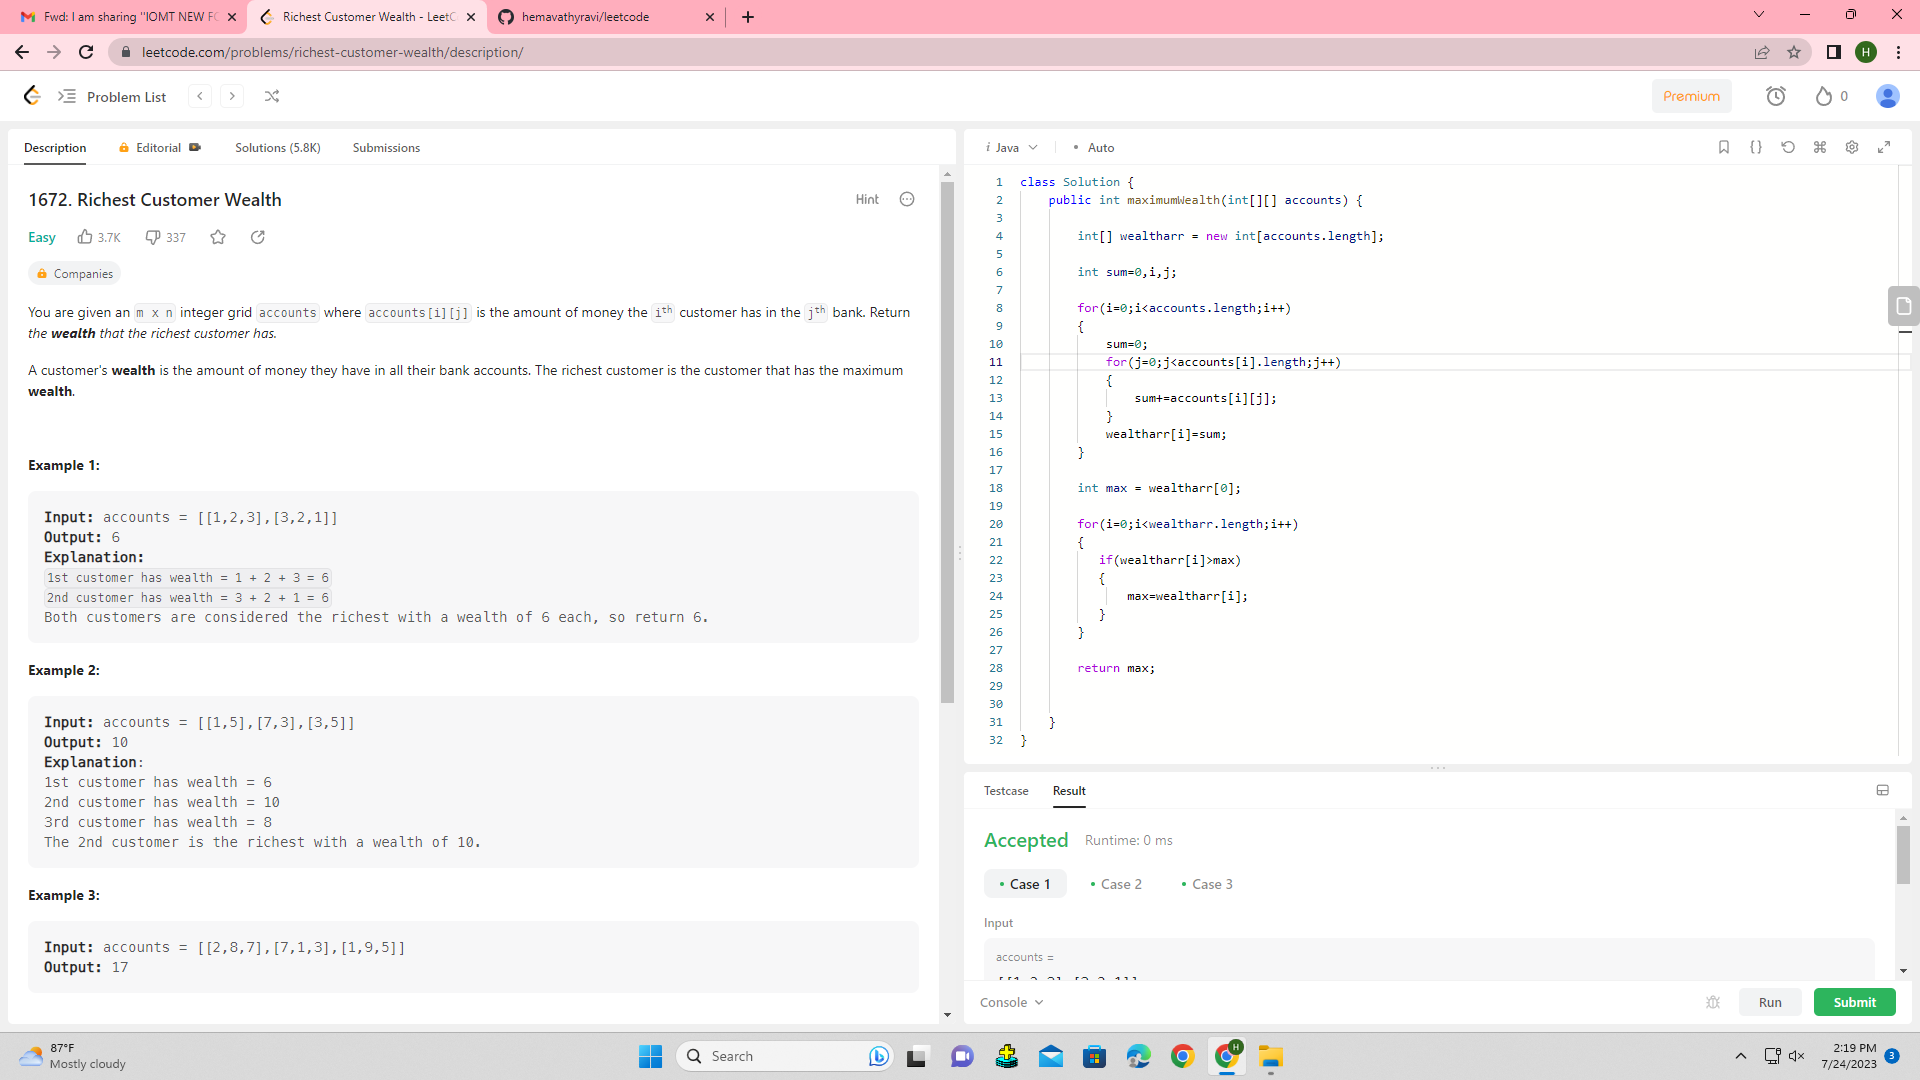 Fwd: I am sharing "IOMT NEW FO
Richest Customer Wealth - LeetC
hemavathyravi/leetcode
leetcode.com/problems/richest-customer-wealth/description/
H
Problem List
Premium
0
Description
Editorial
Solutions (5.8K)
Submissions
1672. Richest Customer Wealth
Hint
Easy
3.7K
337
Companies
You are given an m x n integer grid accounts where accounts[i][j] is the amount of money the ith customer has in the jth bank. Return
the wealth that the richest customer has.
A customer's wealth is the amount of money they have in all their bank accounts. The richest customer is the customer that has the maximum
wealth.
Example 1:
Input: accounts = [[1,2,3],[3,2,1]]
Output: 6
Explanation:
1st customer has wealth = 1 + 2 + 3 = 6
2nd customer has wealth = 3 + 2 + 1 = 6
Both customers are considered the richest with a wealth of 6 each, so return 6.
Example 2:
Input: accounts = [[1,5],[7,3],[3,5]]
Output: 10
Explanation:
1st customer has wealth = 6
2nd customer has wealth = 10
3rd customer has wealth = 8
The 2nd customer is the richest with a wealth of 10.
Example 3:
Input: accounts = [[2,8,7],[7,1,3],[1,9,5]]
Output: 17
i Java
• Auto
1 class Solution {
2 public int maximumWealth(int[][] accounts) {
3
4 int[] wealtharr = new int[accounts.length];
5
6 int sum=0,i,j;
7
8 for(i=0;i<accounts.length;i++)
9 {
10 sum=0;
11 for(j=0;j<accounts[i].length;j++)
12 {
13 sum+=accounts[i][j];
14 }
15 wealtharr[i]=sum;
16 }
17
18 int max = wealtharr[0];
19
20 for(i=0;i<wealtharr.length;i++)
21 {
22 if(wealtharr[i]>max)
23 {
24 max=wealtharr[i];
25 }
26 }
27
28 return max;
29
30
31 }
32 }
Testcase
Result
Accepted
Runtime: 0 ms
• Case 1
• Case 2
• Case 3
Input
accounts =
[[1,2,3],[3,2,1]]
Console
Run
Submit
87°F
Mostly cloudy
Search
H
2:19 PM
7/24/2023
3